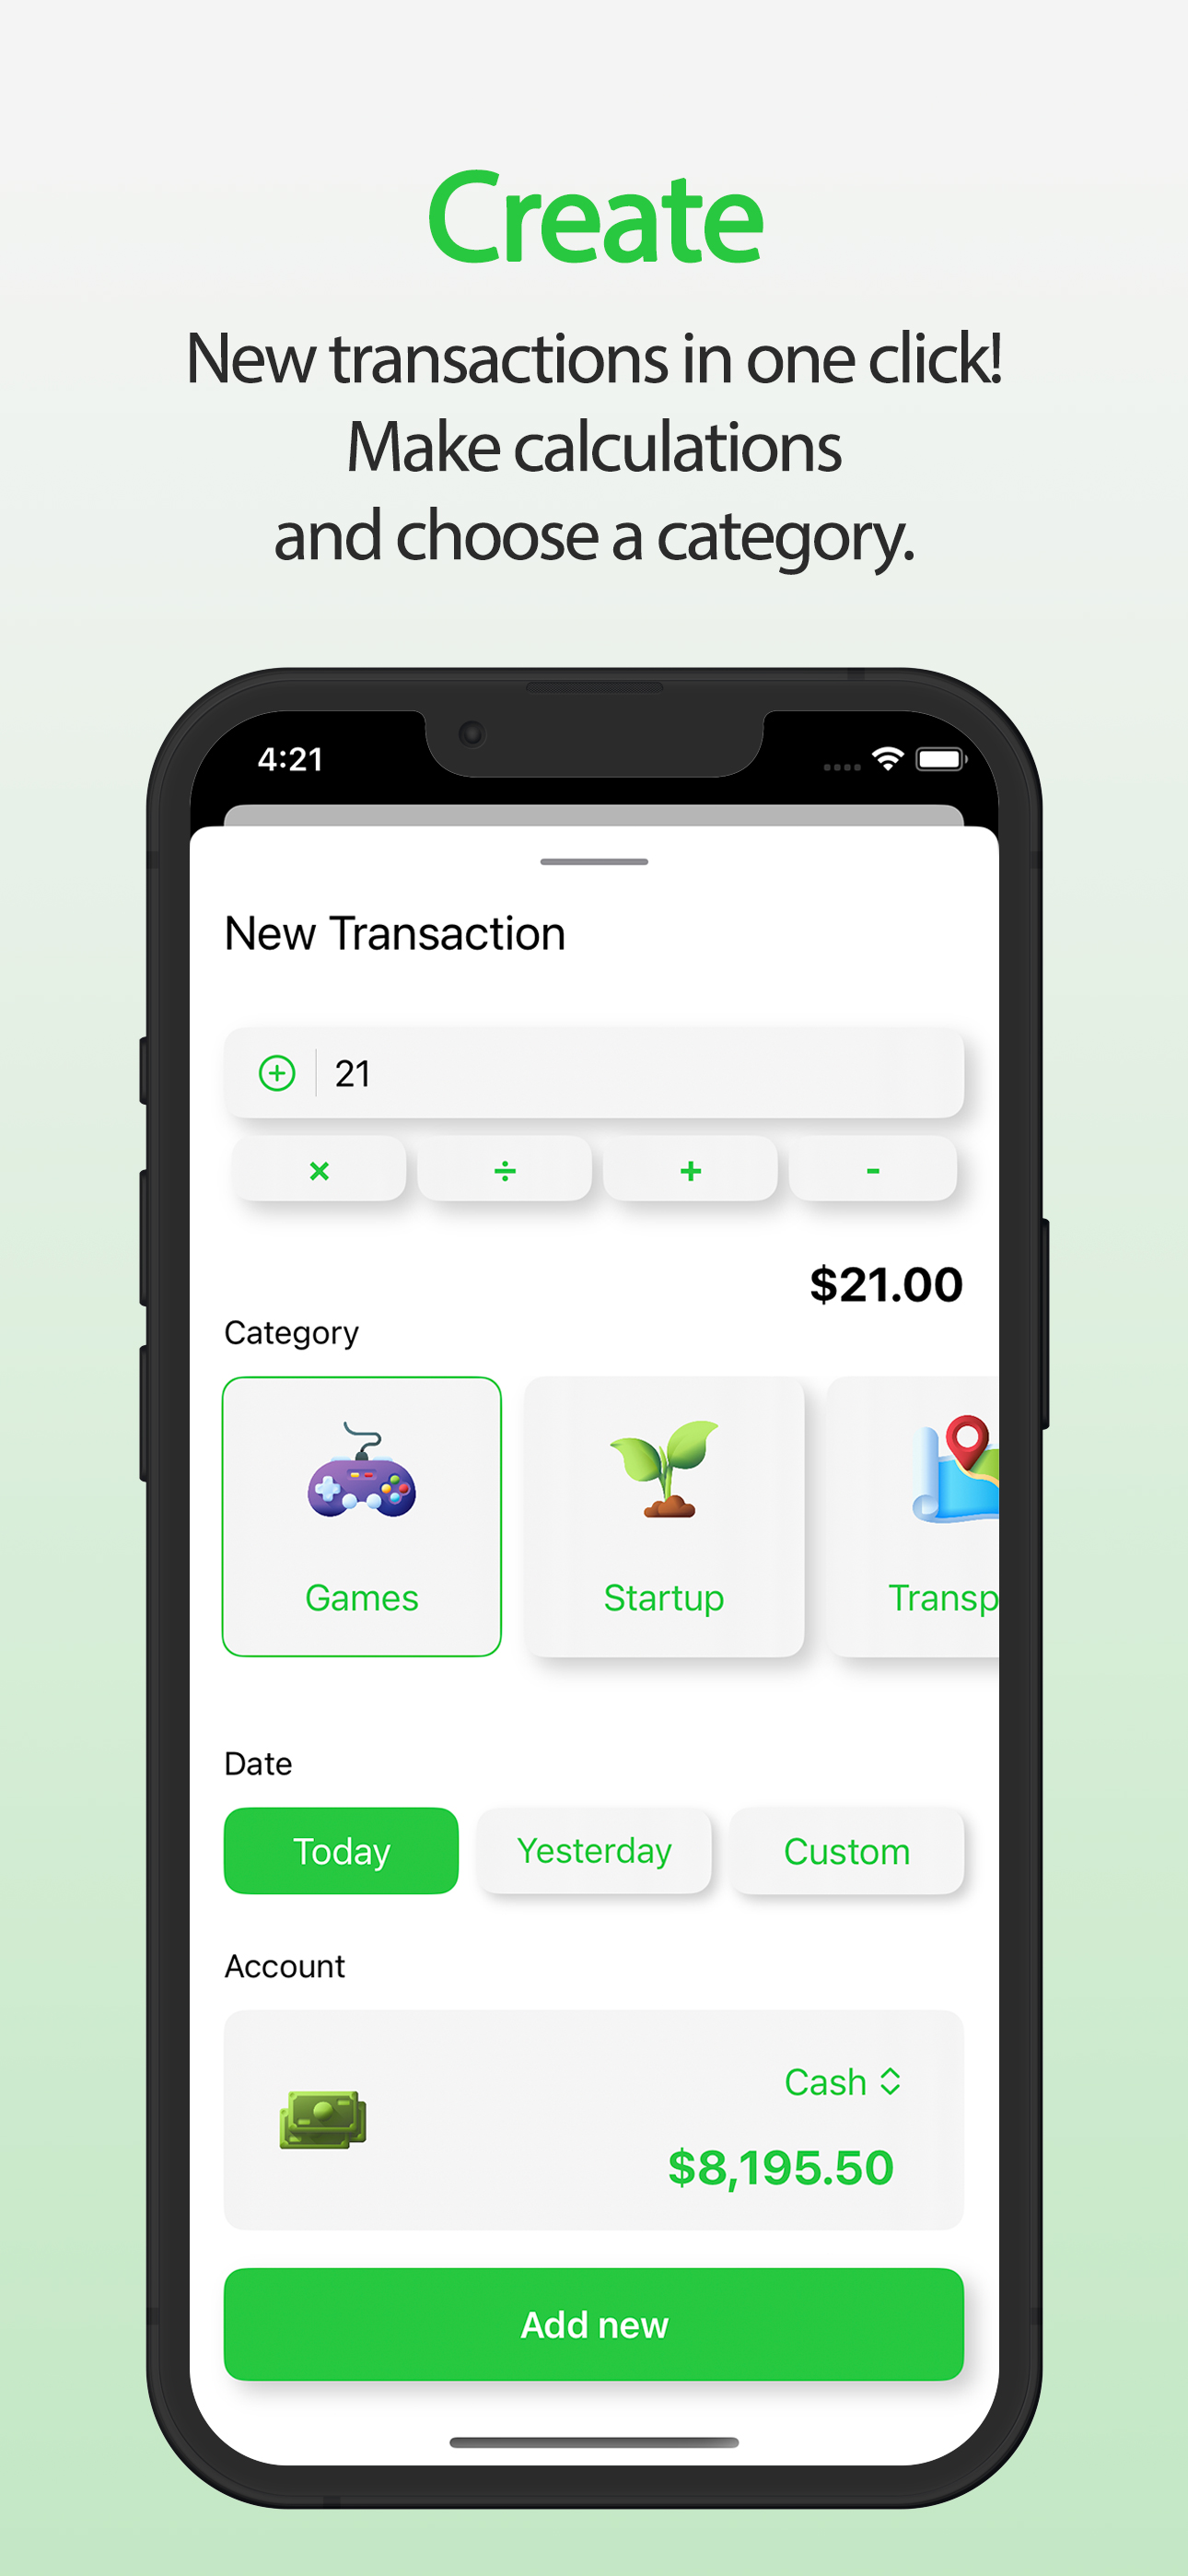 Create
New transactions in one click!
Make calculations
and choose a category.
4:21
New Transaction
21
× ÷ + -
$21.00
Category
Games Startup Transp
Date
Today Yesterday Custom
Account
Cash
$8,195.50
Add new